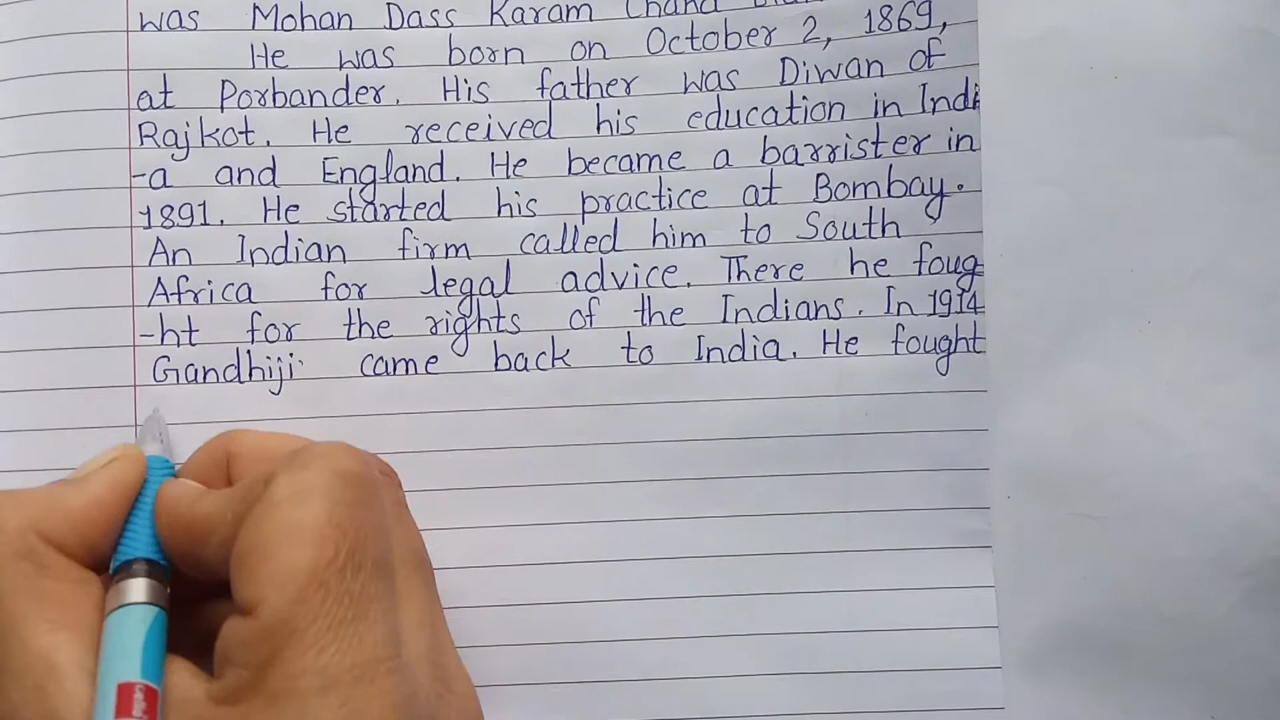 was Mohan Dass Karam Chand
He was born on October 2, 1869,
at Porbander. His father was Diwan of
Rajkot. He received his education in Indi
-a and England. He became a barrister in
1891. He started his practice at Bombay.
An Indian firm called him to South
Africa for legal advice. There he foug
-ht for the rights of the Indians. In 1914
Gandhiji came back to India. He fought